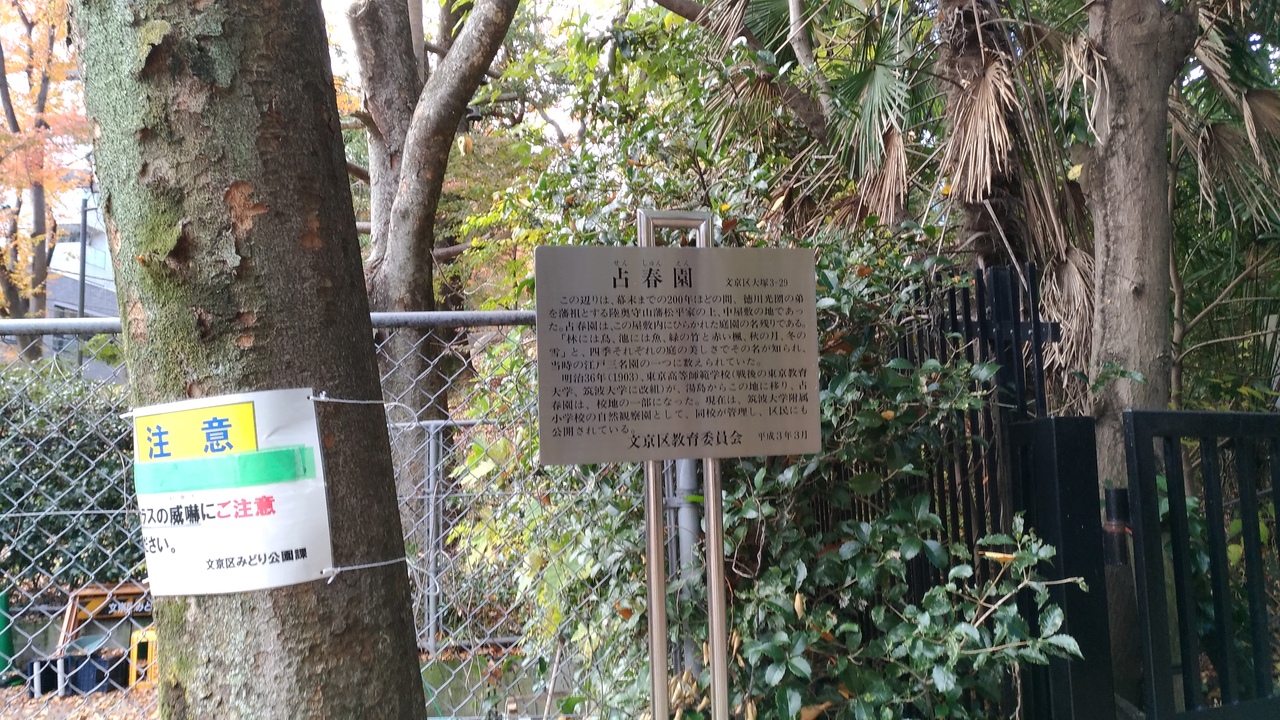 注意
ラスの威嚇にご注意
ださい。
文京区みどり公園課
せんしゅんえん
占春園
文京区大塚3-29
この辺りは、幕末までの200年ほどの間、徳川光圀の弟
を藩祖とする陸奥守山藩松平家の上、中屋敷の地であっ
た。占春園は、この屋敷内にひらかれた庭園の名残りである。
「林には鳥、池には魚、緑の竹と赤い楓、秋の月、冬の
雪」と、四季それぞれの庭の美しさでその名が知られ、
当時の江戸三名園の一つに数えられていた。
明治36年(1903)、東京高等師範学校(戦後の東京教育
大学、筑波大学に改組)が、湯島からこの地に移り、占
春園は、校地の一部になった。現在は、筑波大学附属
小学校の自然観察園として、同校が管理し、区民にも
公開されている。
文京区教育委員会 平成3年3月